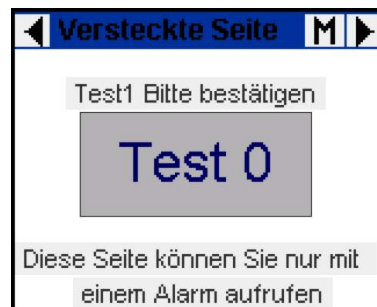 Versteckte Seite M
Test1 Bitte bestätigen
Test 0
Diese Seite können Sie nur mit
einem Alarm aufrufen